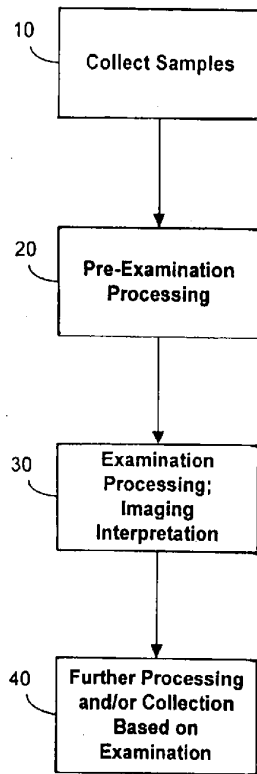 10
Collect Samples
20
Pre-Examination
Processing
30
Examination
Processing;
Imaging
Interpretation
40
Further Processing
and/or Collection
Based on
Examination